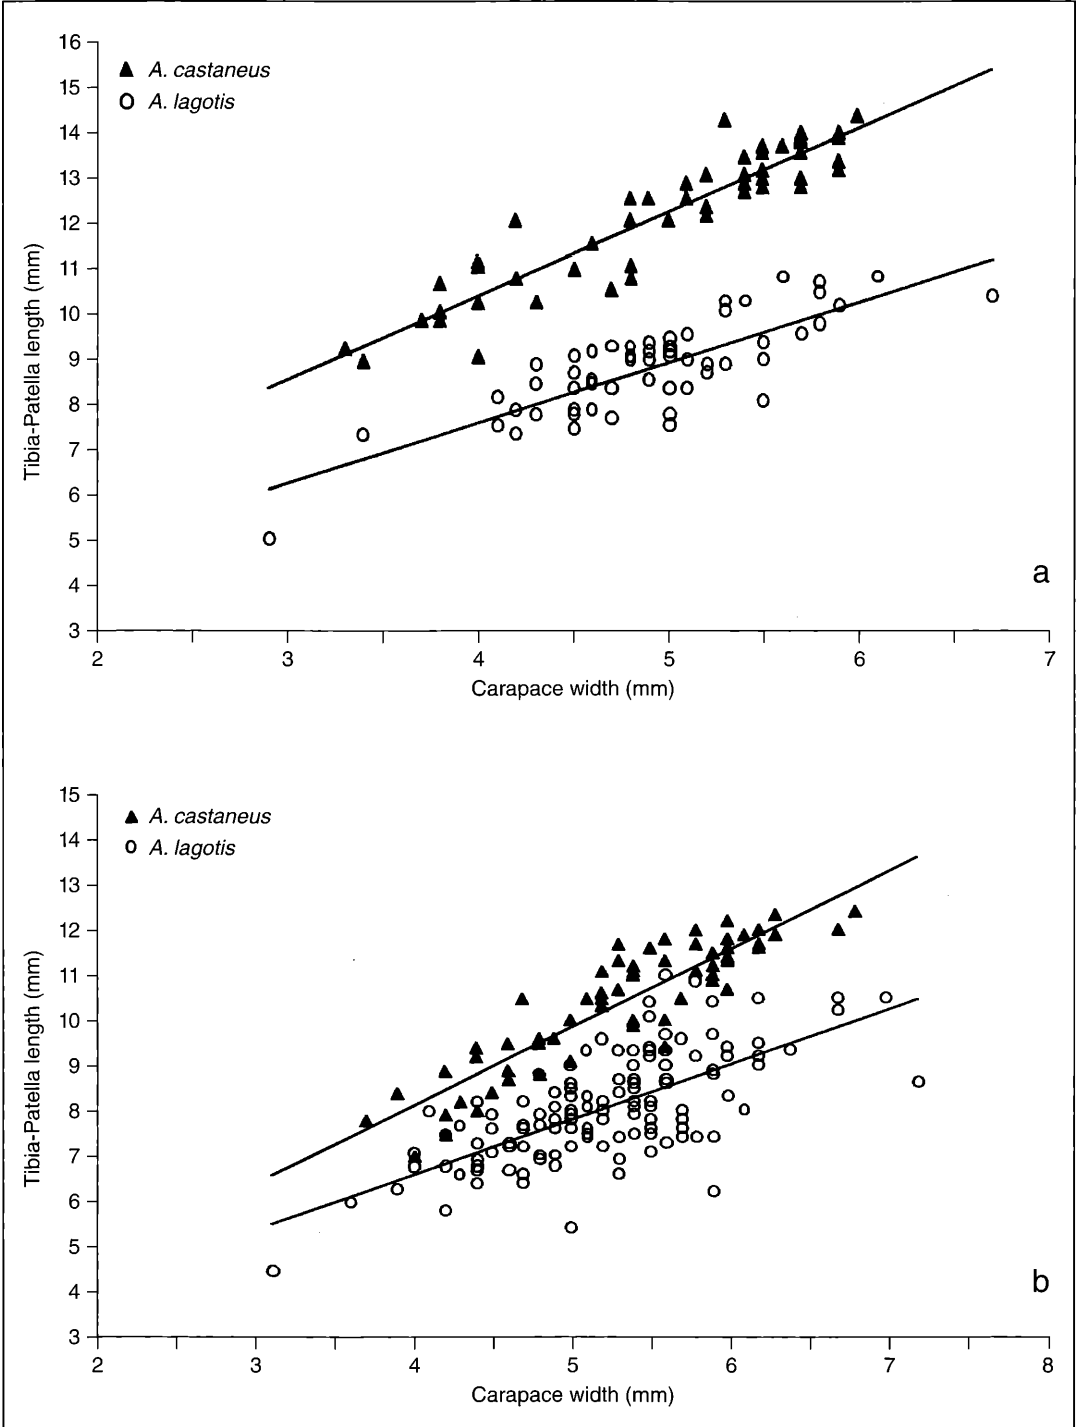 16
15
14
13
12
11
10
9
8
7
6
5
4
3
Tibia-Patella length (mm)
A. castaneus
A. lagotis
a
2 3 4 5 6 7
Carapace width (mm)
15
14
13
12
11
10
9
8
7
6
5
4
3
Tibia-Patella length (mm)
A. castaneus
A. lagotis
b
2 3 4 5 6 7 8
Carapace width (mm)